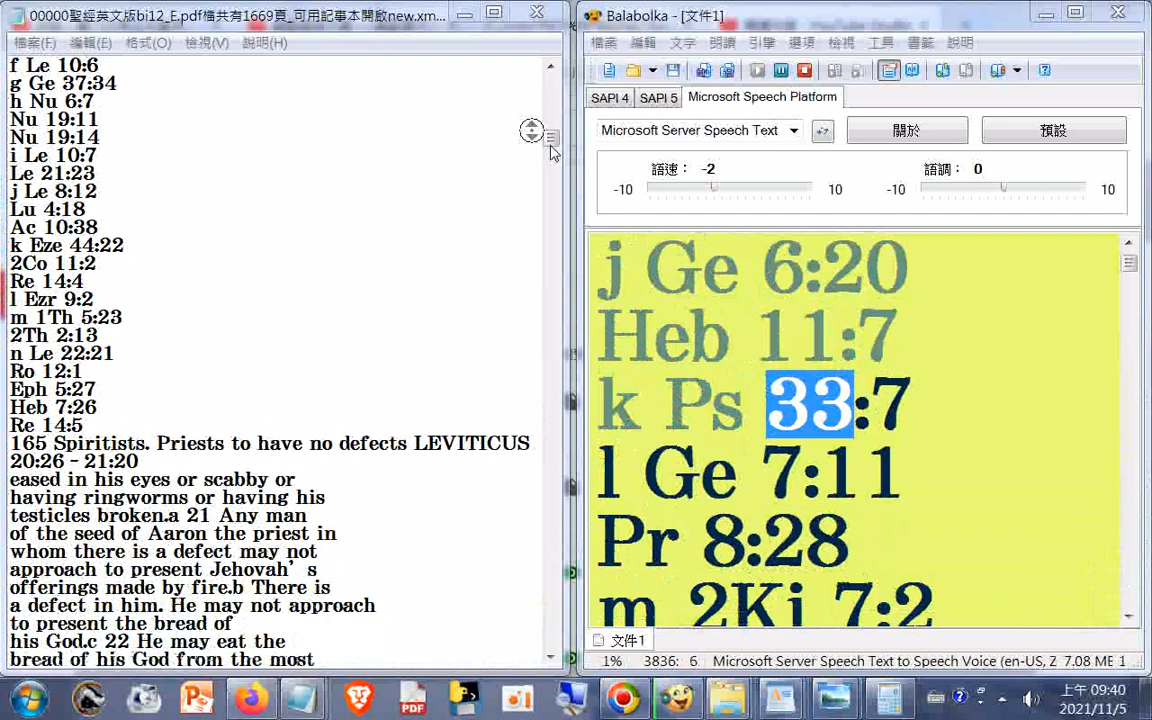 00000聖經英文版bi12_E.pdf檔共有1669頁_可用記事本開啟new.xm...
檔案(F) 編輯(E) 格式(O) 檢視(V) 說明(H)
f Le 10:6
g Ge 37:34
h Nu 6:7
Nu 19:11
Nu 19:14
i Le 10:7
Le 21:23
j Le 8:12
Lu 4:18
Ac 10:38
k Eze 44:22
2Co 11:2
Re 14:4
l Ezr 9:2
m 1Th 5:23
2Th 2:13
n Le 22:21
Ro 12:1
Eph 5:27
Heb 7:26
Re 14:5
165 Spiritists. Priests to have no defects LEVITICUS
20:26 - 21:20
eased in his eyes or scabby or
having ringworms or having his
testicles broken.a 21 Any man
of the seed of Aaron the priest in
whom there is a defect may not
approach to present Jehovah’s
offerings made by fire.b There is
a defect in him. He may not approach
to present the bread of
his God.c 22 He may eat the
bread of his God from the most
Balabolka - [文件1]
檔案 編輯 文字 朗讀 引擎 選項 檢視 工具 書籤 說明
SAPI 4 SAPI 5 Microsoft Speech Platform
Microsoft Server Speech Text 關於 預設
語速： -2 語調： 0
-10 10 -10 10
j Ge 6:20
Heb 11:7
k Ps 33:7
l Ge 7:11
Pr 8:28
m 2Ki 7:2
文件1
1% 3836: 6 Microsoft Server Speech Text to Speech Voice (en-US, Z 7.08 ME 1
PDF
上午 09:40
2021/11/5